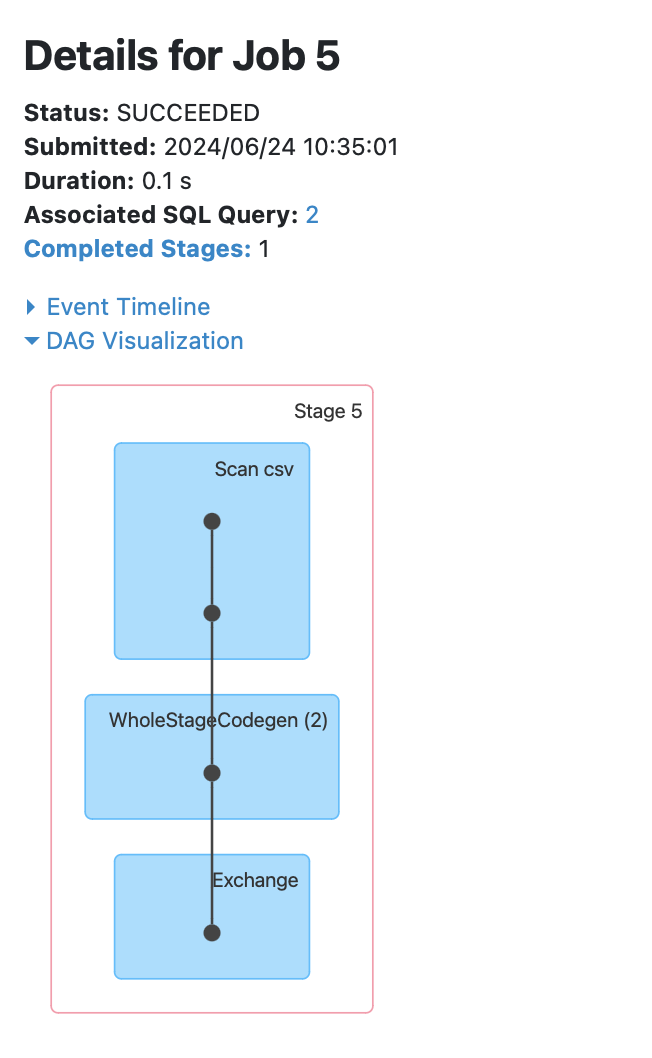 Details for Job 5
Status: SUCCEEDED
Submitted: 2024/06/24 10:35:01
Duration: 0.1 s
Associated SQL Query: 2
Completed Stages: 1
Event Timeline
DAG Visualization
Stage 5
Scan csv
WholeStageCodegen (2)
Exchange